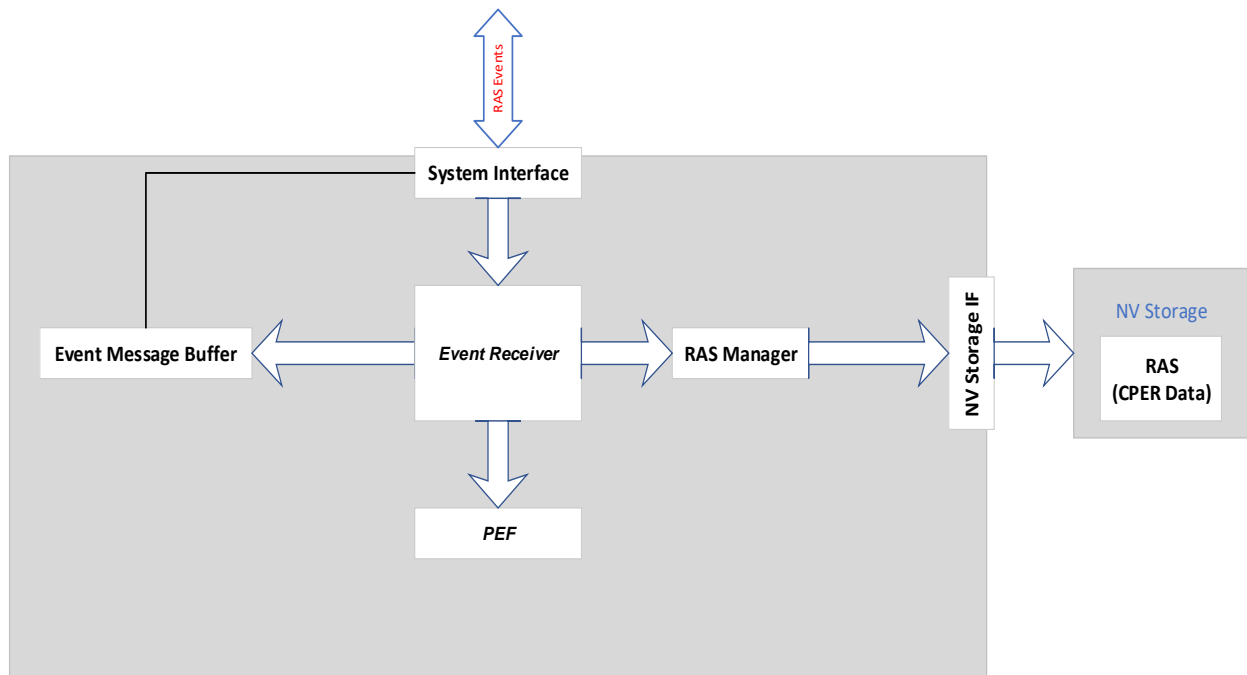 RAS Events
System Interface
Event Message Buffer
Event Receiver
RAS Manager
NV Storage IF
NV Storage
RAS
(CPER Data)
PEF